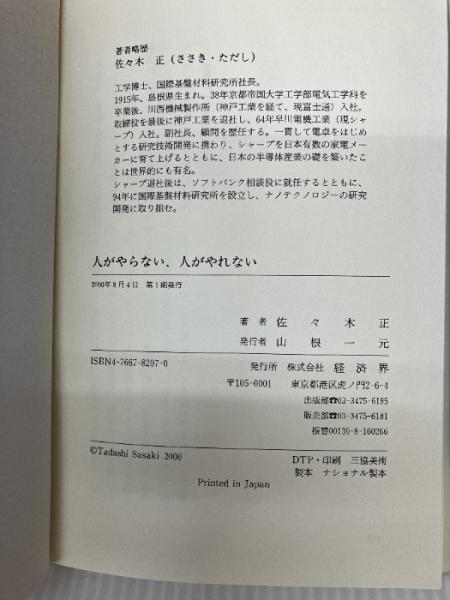 著者略歴
佐々木　正（ささき・ただし）
工学博士、国際基盤材料研究所社長。
1915年、島根県生まれ。38年京都帝国大学工学部電気工学科を
卒業後、川西機械製作所（神戸工業を経て、現富士通）入社。
取締役を最後に神戸工業を退社し、64年早川電機工業（現シャ
ープ）入社。副社長、顧問を歴任する。一貫して電卓をはじめ
とする研究技術開発に携わり、シャープを日本有数の家電メー
カーに育て上げるとともに、日本の半導体産業の礎を築いたこ
とは世界的にも有名。
シャープ退社後は、ソフトバンク相談役に就任するとともに、
94年に国際基盤材料研究所を設立し、ナノテクノロジーの研究
開発に取り組む。
人がやらない、人がやれない
2000年8月4日　第1刷発行
著者　佐々木正
発行者　山根一元
ISBN4-7667-8207-0
発行所　株式会社　経済界
〒105-0001　東京都港区虎ノ門2-6-4
出版部☎03-3475-6185
販売部☎03-3475-6181
振替00130-8-160266
©Tadashi Sasaki 2000
DTP・印刷　三協美術
製本　ナショナル製本
Printed in Japan